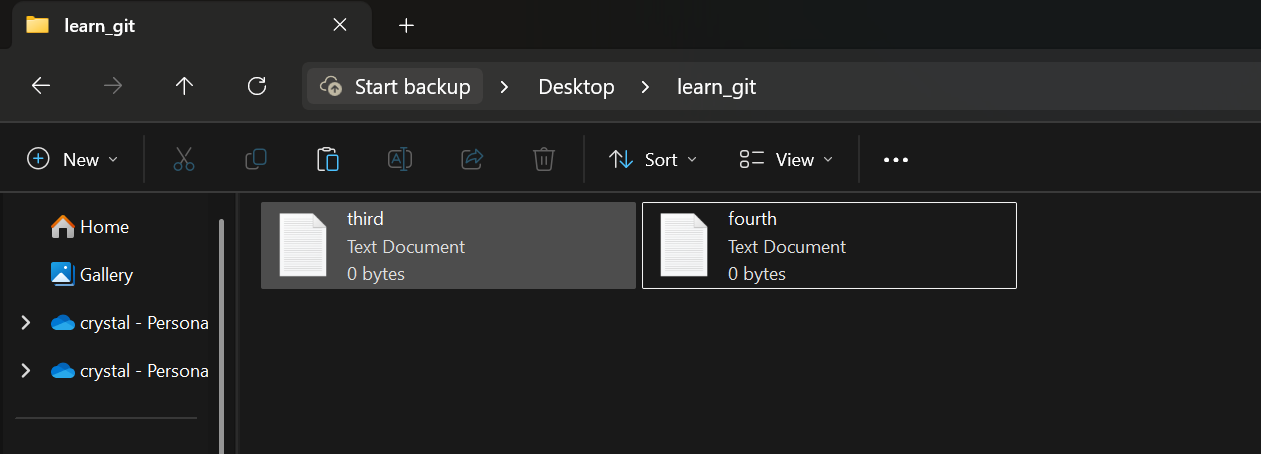 learn_git
Start backup > Desktop > learn_git
New
Sort
View
Home
Gallery
crystal - Persona
crystal - Persona
third
Text Document
0 bytes
fourth
Text Document
0 bytes